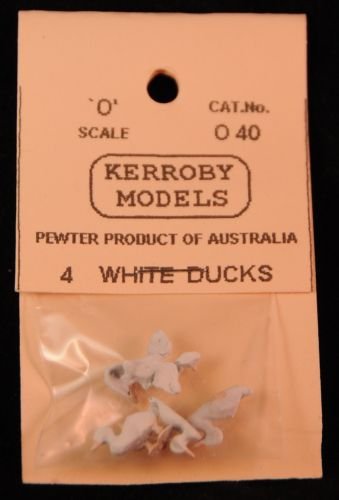 'O' CAT.No.
SCALE O 40
KERROBY
MODELS
PEWTER PRODUCT OF AUSTRALIA
4 WHITE DUCKS